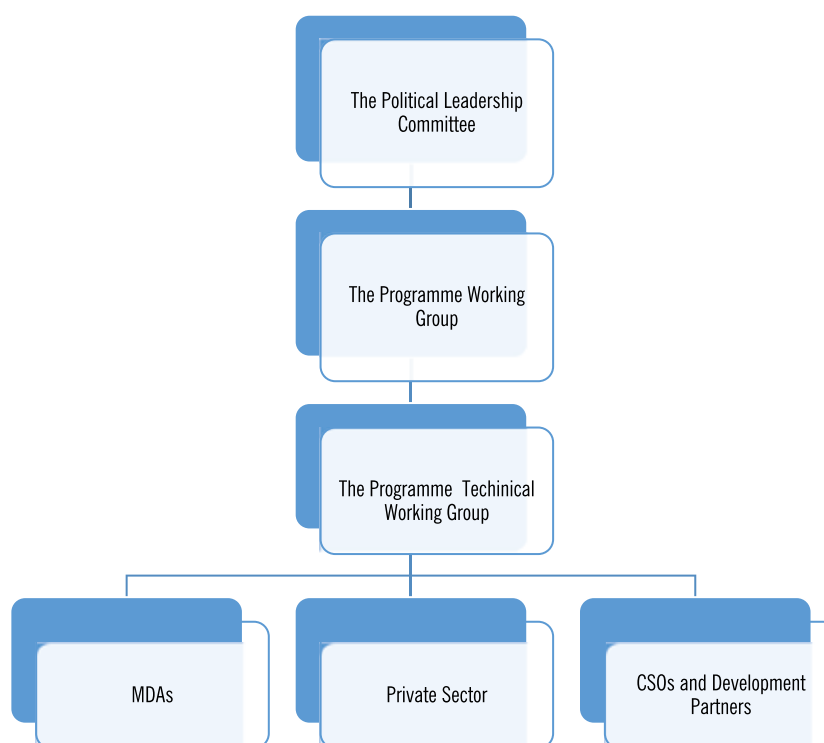 The Political Leadership
Committee
The Programme Working
Group
The Programme  Techinical
Working Group
MDAs
Private Sector
CSOs and Development
Partners